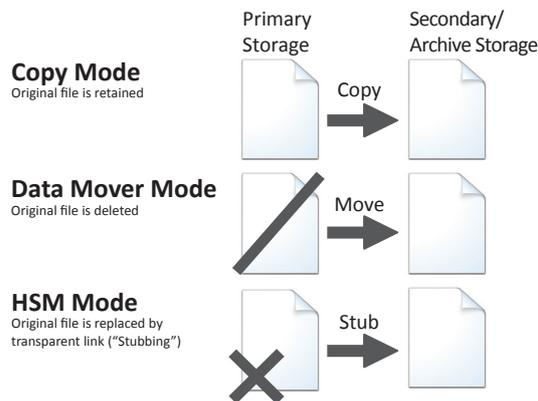 Primary
Storage
Secondary/
Archive Storage
Copy Mode
Original file is retained
Copy
Data Mover Mode
Original file is deleted
Move
HSM Mode
Original file is replaced by
transparent link (“Stubbing”)
Stub